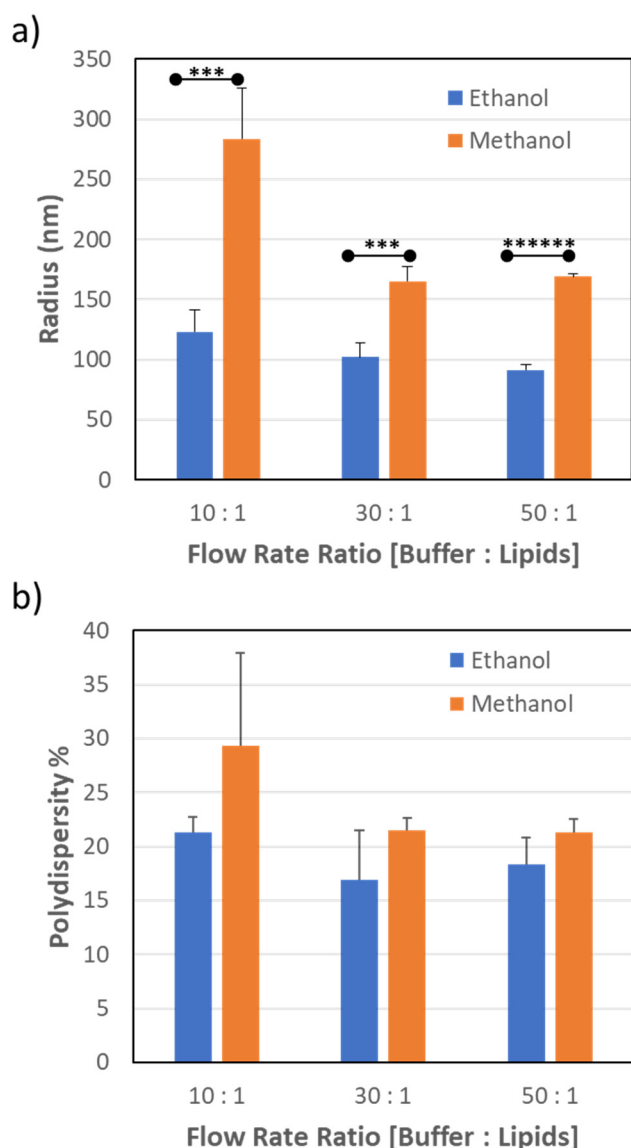 a)
350
300
250
200
150
100
50
0
Radius (nm)
***
***
******
Ethanol
Methanol
10 : 1
30 : 1
50 : 1
Flow Rate Ratio [Buffer : Lipids]
b)
40
35
30
25
20
15
10
5
0
Polydispersity %
Ethanol
Methanol
10 : 1
30 : 1
50 : 1
Flow Rate Ratio [Buffer : Lipids]